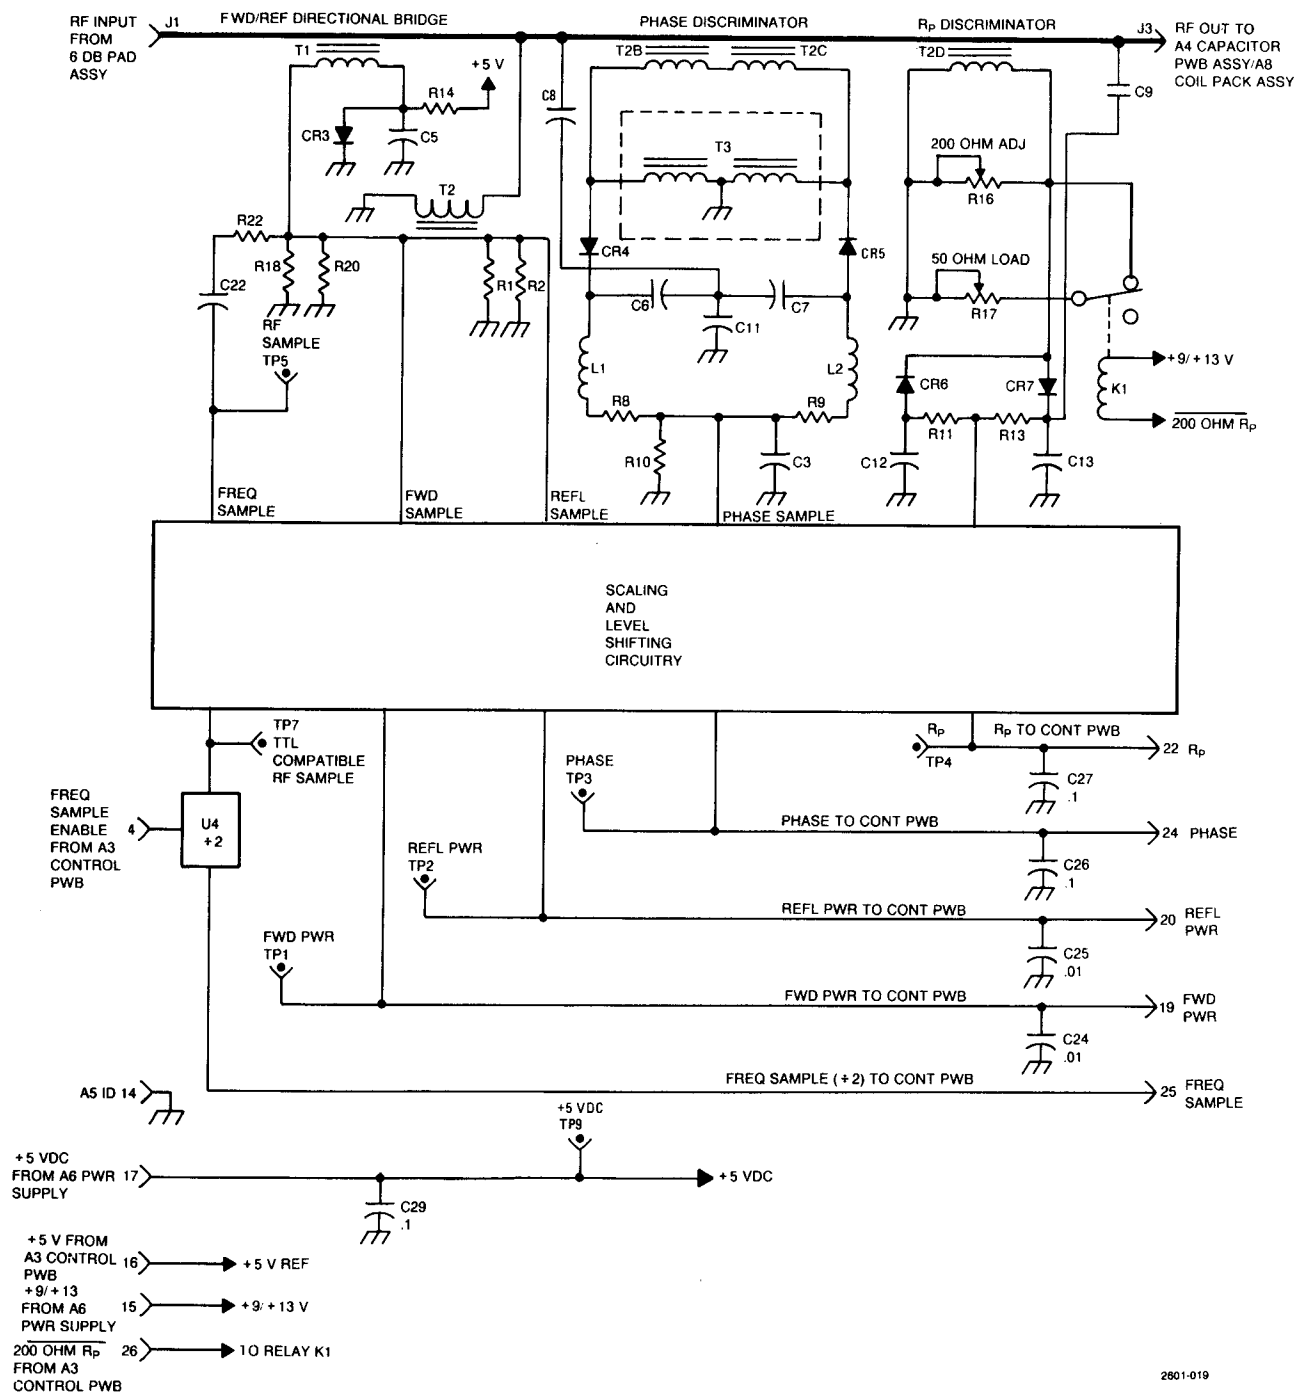 RF INPUT
FROM
6 DB PAD
ASSY
J1
FWD/REF DIRECTIONAL BRIDGE
PHASE DISCRIMINATOR
Rp DISCRIMINATOR
J3
RF OUT TO
A4 CAPACITOR
PWB ASSY/A8
COIL PACK ASSY
T1
T2B
T2C
T2D
+5 V
R14
C8
C9
CR3
C5
T3
200 OHM ADJ
R16
T2
R22
R18
R20
R1
R2
CR4
CR5
50 OHM LOAD
R17
C22
C6
C7
C11
RF
SAMPLE
TP5
L1
L2
CR6
CR7
K1
+9/+13 V
200 OHM Rp
R8
R9
R11
R13
R10
C3
C12
C13
FREQ
SAMPLE
FWD
SAMPLE
REFL
SAMPLE
PHASE SAMPLE
SCALING
AND
LEVEL
SHIFTING
CIRCUITRY
TP7
TTL
COMPATIBLE
RF SAMPLE
Rp
TP4
Rp TO CONT PWB
22 Rp
C27
.1
PHASE
TP3
FREQ
SAMPLE
ENABLE
FROM A3
CONTROL
PWB
4
U4
÷2
PHASE TO CONT PWB
24 PHASE
C26
.1
REFL PWR
TP2
REFL PWR TO CONT PWB
20 REFL
PWR
C25
.01
FWD PWR
TP1
FWD PWR TO CONT PWB
19 FWD
PWR
C24
.01
A5 ID 14
FREQ SAMPLE (÷2) TO CONT PWB
25 FREQ
SAMPLE
+5 VDC
TP9
+5 VDC
FROM A6 PWR
SUPPLY
17
+5 VDC
C29
.1
+5 V FROM
A3 CONTROL
PWB
16
+5 V REF
+9/+13
FROM A6
PWR SUPPLY
15
+9/+13 V
200 OHM Rp
FROM A3
CONTROL PWB
26
TO RELAY K1
2601-019